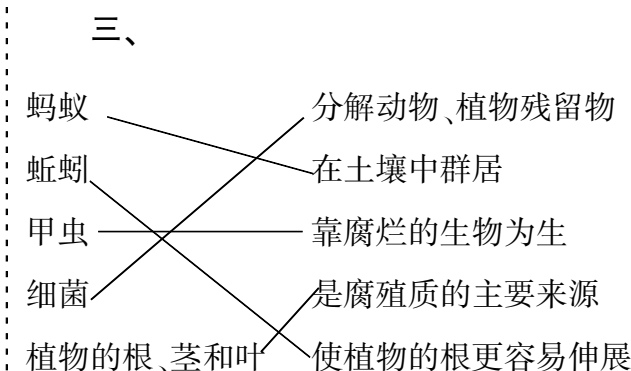 三、
蚂蚁 分解动物、植物残留物
蚯蚓 在土壤中群居
甲虫 靠腐烂的生物为生
细菌 是腐殖质的主要来源
植物的根、茎和叶 使植物的根更容易伸展